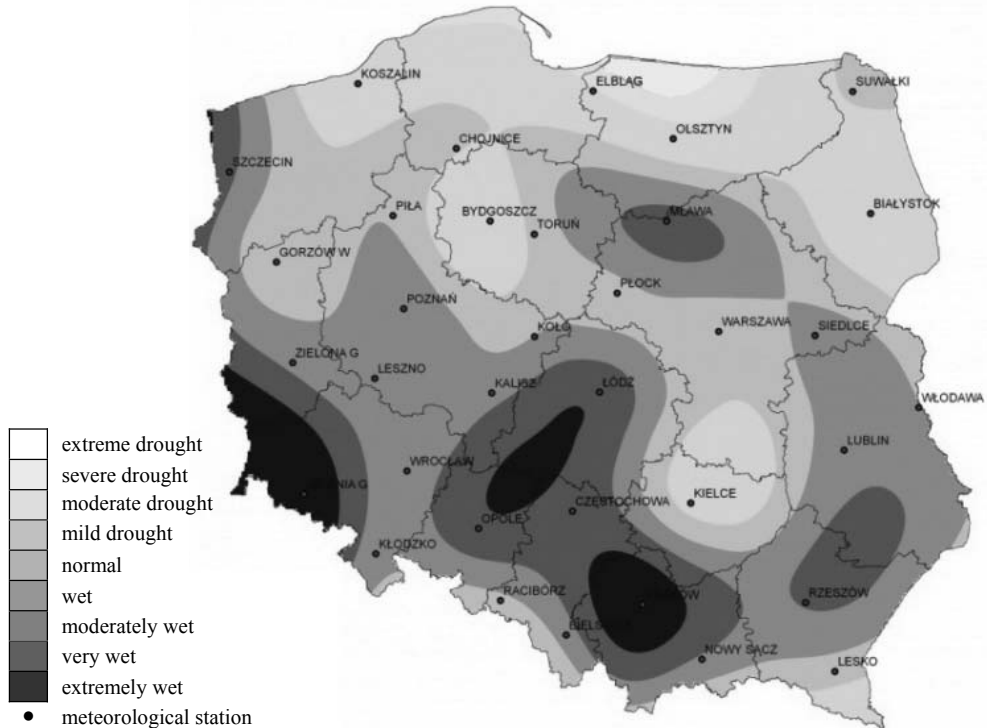 KOSZALIN
ELBLĄG
SUWAŁKI
OLSZTYN
CHOJNICE
SZCZECIN
BIAŁYSTOK
PIŁA
BYDGOSZCZ
MŁAWA
TORUŃ
GORZÓW W
PŁOCK
POZNAŃ
WARSZAWA
SIEDLCE
KOŁO
ZIELONA G
LESZNO
KALISZ
ŁÓDŹ
WŁODAWA
LUBLIN
WROCŁAW
KIELCE
CZĘSTOCHOWA
OPOLE
KŁODZKO
RACIBÓRZ
RZESZÓW
NOWY SĄCZ
LESKO
extreme drought
severe drought
moderate drought
mild drought
normal
wet
moderately wet
very wet
extremely wet
meteorological station